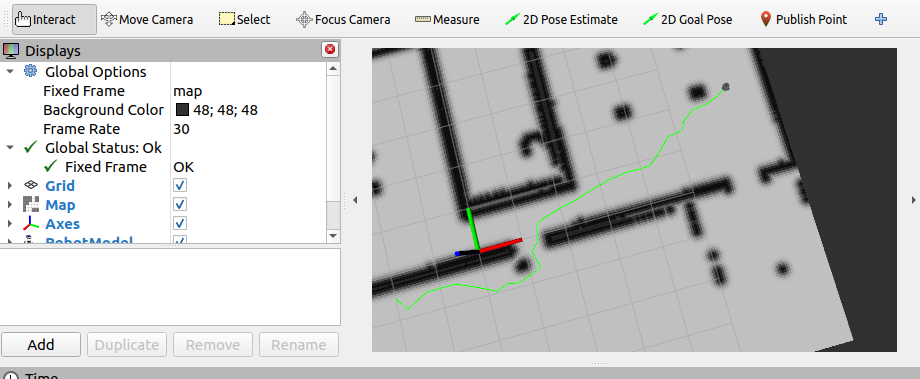 Interact Move Camera Select Focus Camera Measure 2D Pose Estimate 2D Goal Pose Publish Point
Displays
Global Options
Fixed Frame map
Background Color 48; 48; 48
Frame Rate 30
Global Status: Ok
Fixed Frame OK
Grid
Map
Axes
RobotModel
Add Duplicate Remove Rename
Time